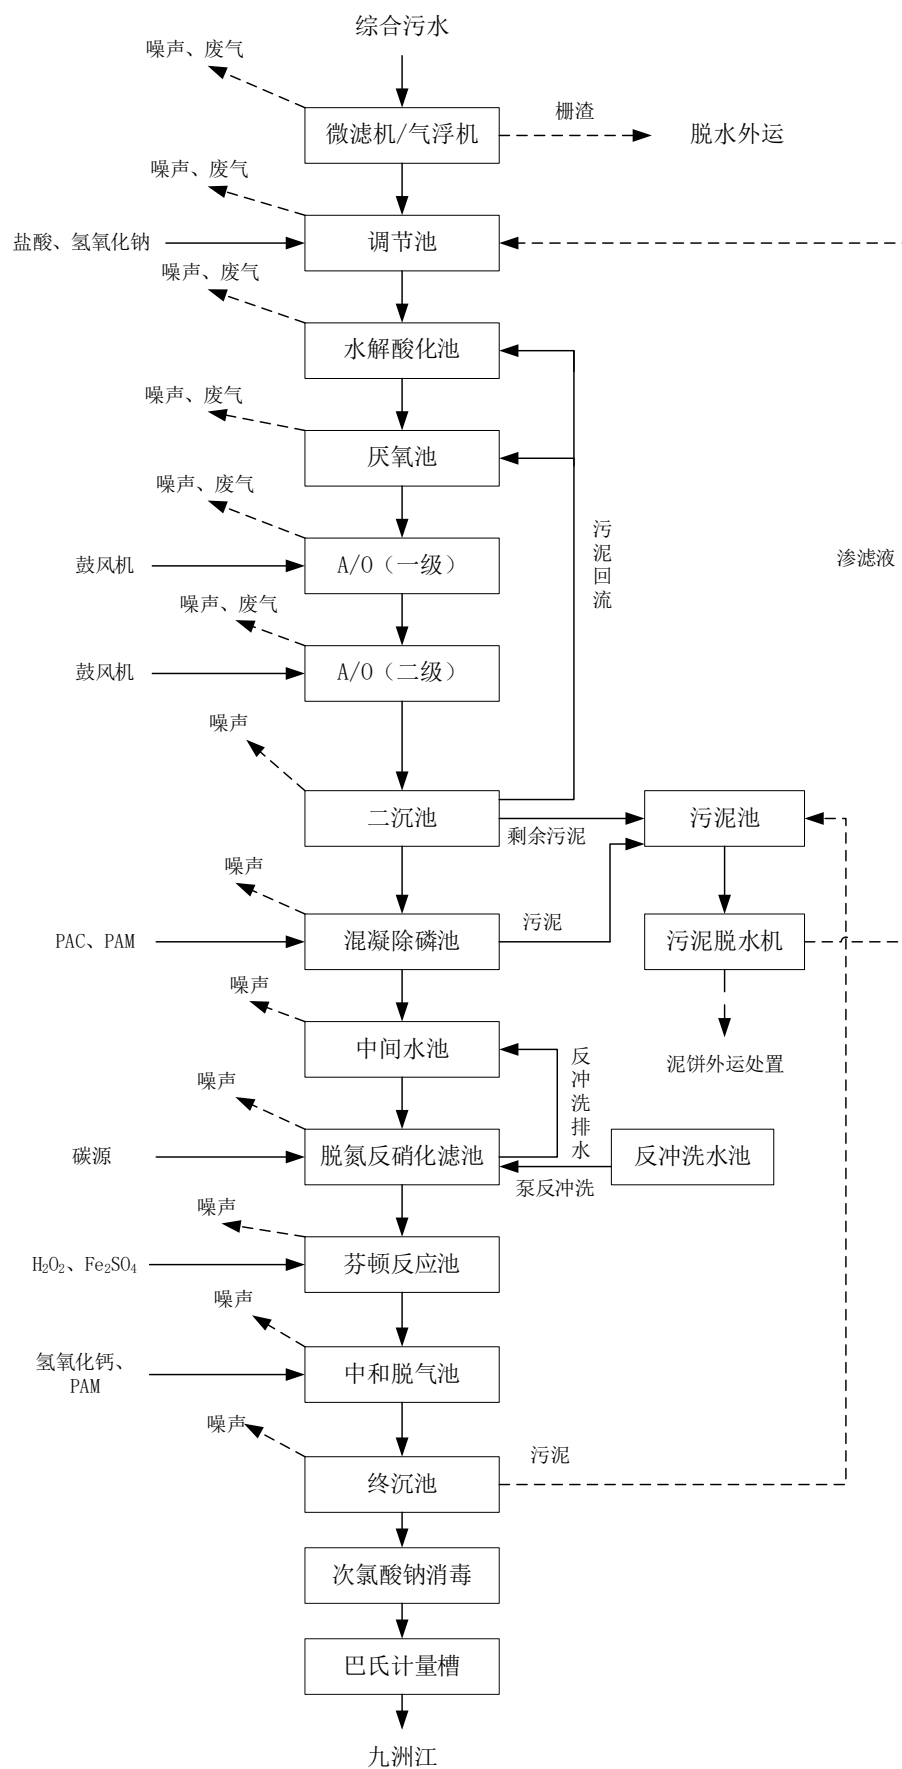 综合污水
噪声、废气
栅渣
微滤机/气浮机
脱水外运
噪声、废气
盐酸、氢氧化钠
调节池
噪声、废气
水解酸化池
噪声、废气
厌氧池
噪声、废气
污泥回流
渗滤液
鼓风机
A/O（一级）
噪声、废气
鼓风机
A/O（二级）
噪声
二沉池
剩余污泥
污泥池
噪声
PAC、PAM
混凝除磷池
污泥
污泥脱水机
噪声
中间水池
反冲洗排水
泥饼外运处置
噪声
碳源
脱氮反硝化滤池
泵反冲洗
反冲洗水池
噪声
H₂O₂、Fe₂SO₄
芬顿反应池
噪声
氢氧化钙、
PAM
中和脱气池
噪声
污泥
终沉池
次氯酸钠消毒
巴氏计量槽
九洲江